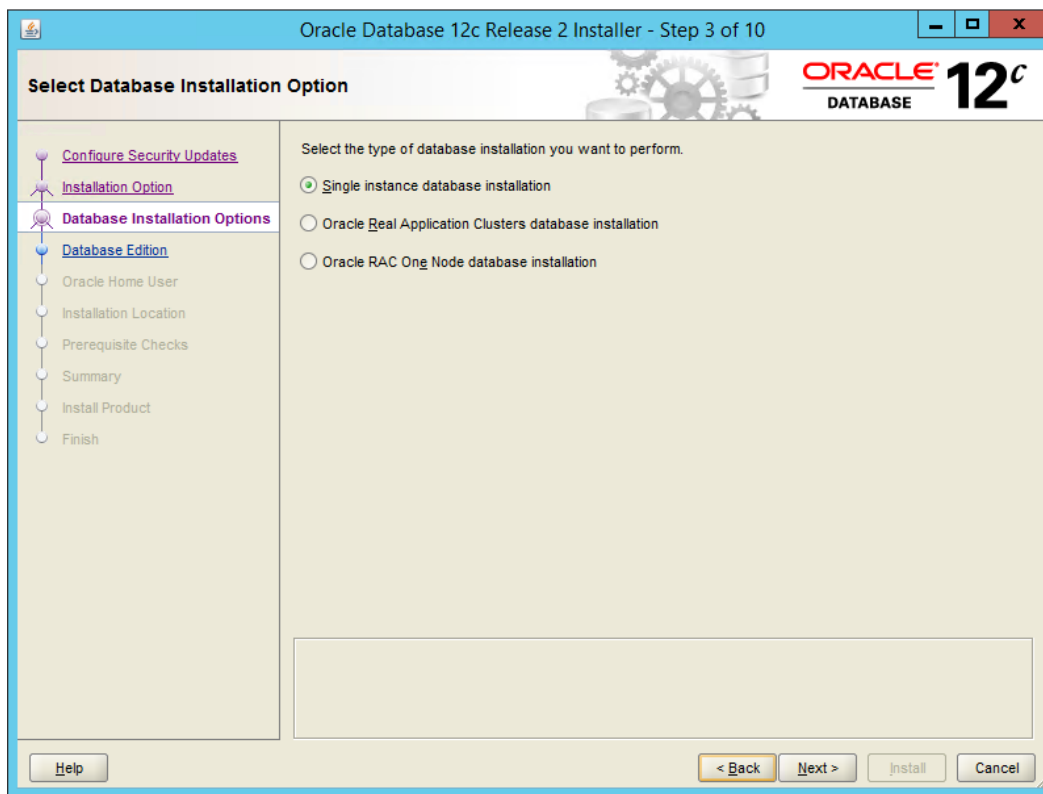 Oracle Database 12c Release 2 Installer - Step 3 of 10
Select Database Installation Option
ORACLE®
DATABASE
12c
Configure Security Updates
Installation Option
Database Installation Options
Database Edition
Oracle Home User
Installation Location
Prerequisite Checks
Summary
Install Product
Finish
Select the type of database installation you want to perform.
Single instance database installation
Oracle Real Application Clusters database installation
Oracle RAC One Node database installation
Help
< Back
Next >
Install
Cancel